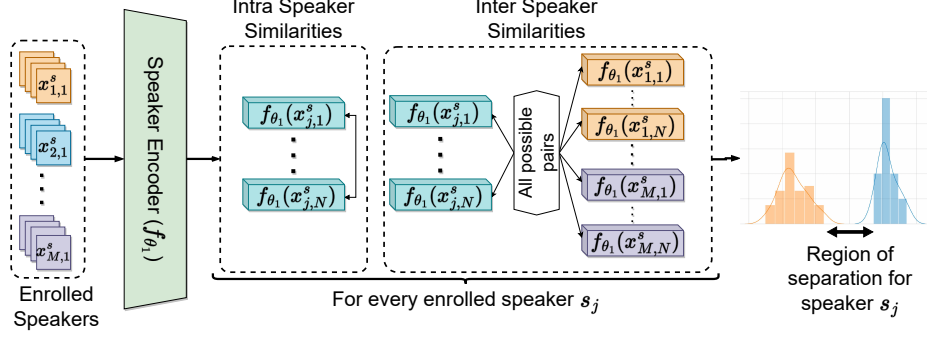 Intra Speaker
Similarities
Inter Speaker
Similarities
Enrolled
Speakers
x^s_{1,1}
x^s_{2,1}
x^s_{M,1}
Speaker Encoder (f_{θ_1})
f_{θ_1}(x^s_{j,1})
f_{θ_1}(x^s_{j,N})
f_{θ_1}(x^s_{j,1})
f_{θ_1}(x^s_{j,N})
All possible
pairs
f_{θ_1}(x^s_{1,1})
f_{θ_1}(x^s_{1,N})
f_{θ_1}(x^s_{M,1})
f_{θ_1}(x^s_{M,N})
For every enrolled speaker s_j
Region of
separation for
speaker s_j